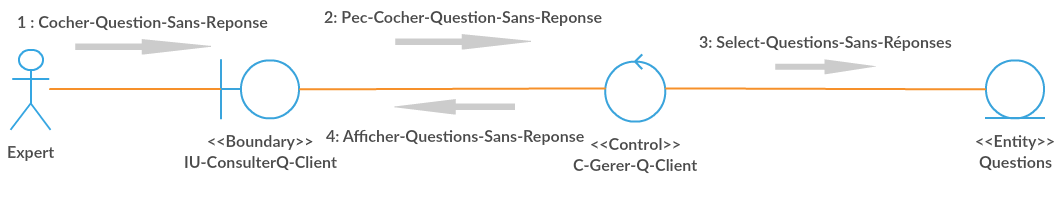 1 : Cocher-Question-Sans-Reponse
2: Pec-Cocher-Question-Sans-Reponse
3: Select-Questions-Sans-Réponses
4: Afficher-Questions-Sans-Reponse
Expert
<<Boundary>>
IU-ConsulterQ-Client
<<Control>>
C-Gerer-Q-Client
<<Entity>>
Questions